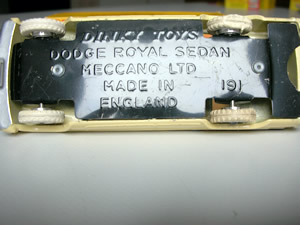 DINKY TOYS
DODGE ROYAL SEDAN
MECCANO LTD
MADE IN 191
ENGLAND